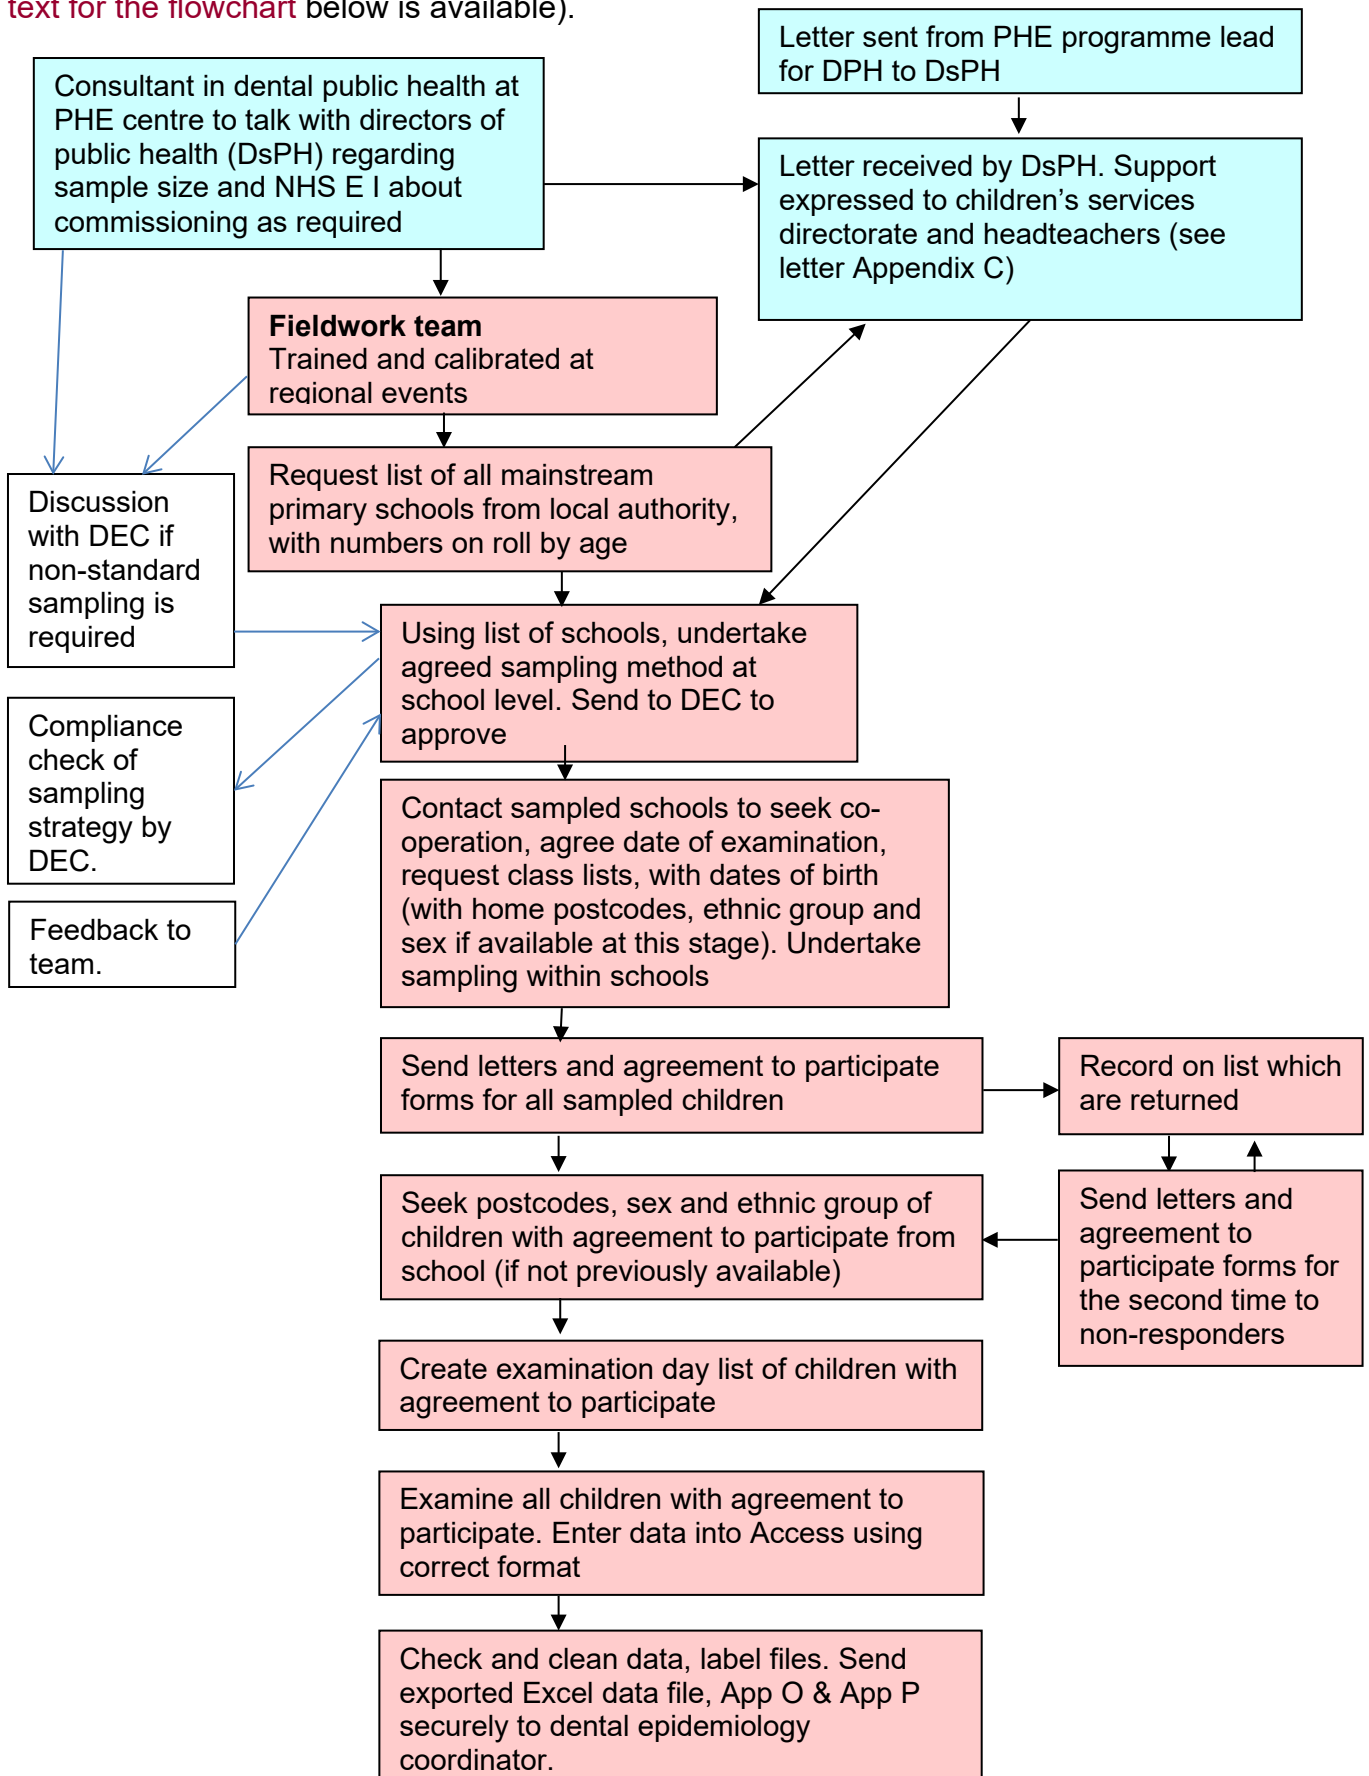 text for the flowchart below is available).
Letter sent from PHE programme lead
for DPH to DsPH
Consultant in dental public health at
PHE centre to talk with directors of
public health (DsPH) regarding
sample size and NHS E I about
commissioning as required
Letter received by DsPH. Support
expressed to children’s services
directorate and headteachers (see
letter Appendix C)
Fieldwork team
Trained and calibrated at
regional events
Request list of all mainstream
primary schools from local authority,
with numbers on roll by age
Discussion
with DEC if
non-standard
sampling is
required
Using list of schools, undertake
agreed sampling method at
school level. Send to DEC to
approve
Compliance
check of
sampling
strategy by
DEC.
Feedback to
team.
Contact sampled schools to seek co-
operation, agree date of examination,
request class lists, with dates of birth
(with home postcodes, ethnic group and
sex if available at this stage). Undertake
sampling within schools
Send letters and agreement to participate
forms for all sampled children
Record on list which
are returned
Seek postcodes, sex and ethnic group of
children with agreement to participate from
school (if not previously available)
Send letters and
agreement to
participate forms for
the second time to
non-responders
Create examination day list of children with
agreement to participate
Examine all children with agreement to
participate. Enter data into Access using
correct format
Check and clean data, label files. Send
exported Excel data file, App O & App P
securely to dental epidemiology
coordinator.